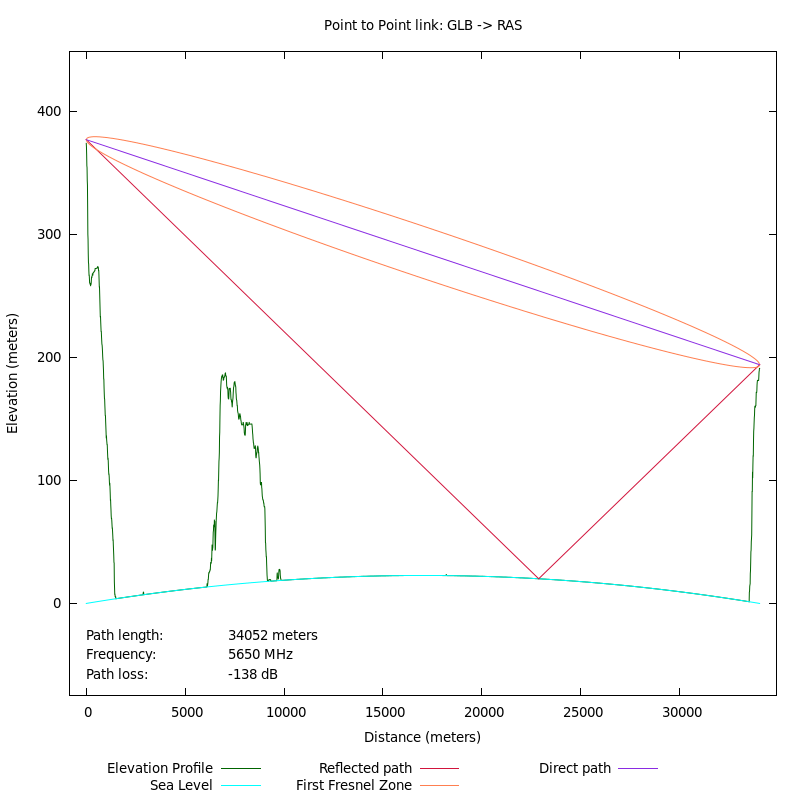 Point to Point link: GLB -> RAS
400
300
200
100
0
Elevation (meters)
Path length: 34052 meters
Frequency: 5650 MHz
Path loss: -138 dB
0 5000 10000 15000 20000 25000 30000
Distance (meters)
Elevation Profile Reflected path Direct path
Sea Level First Fresnel Zone